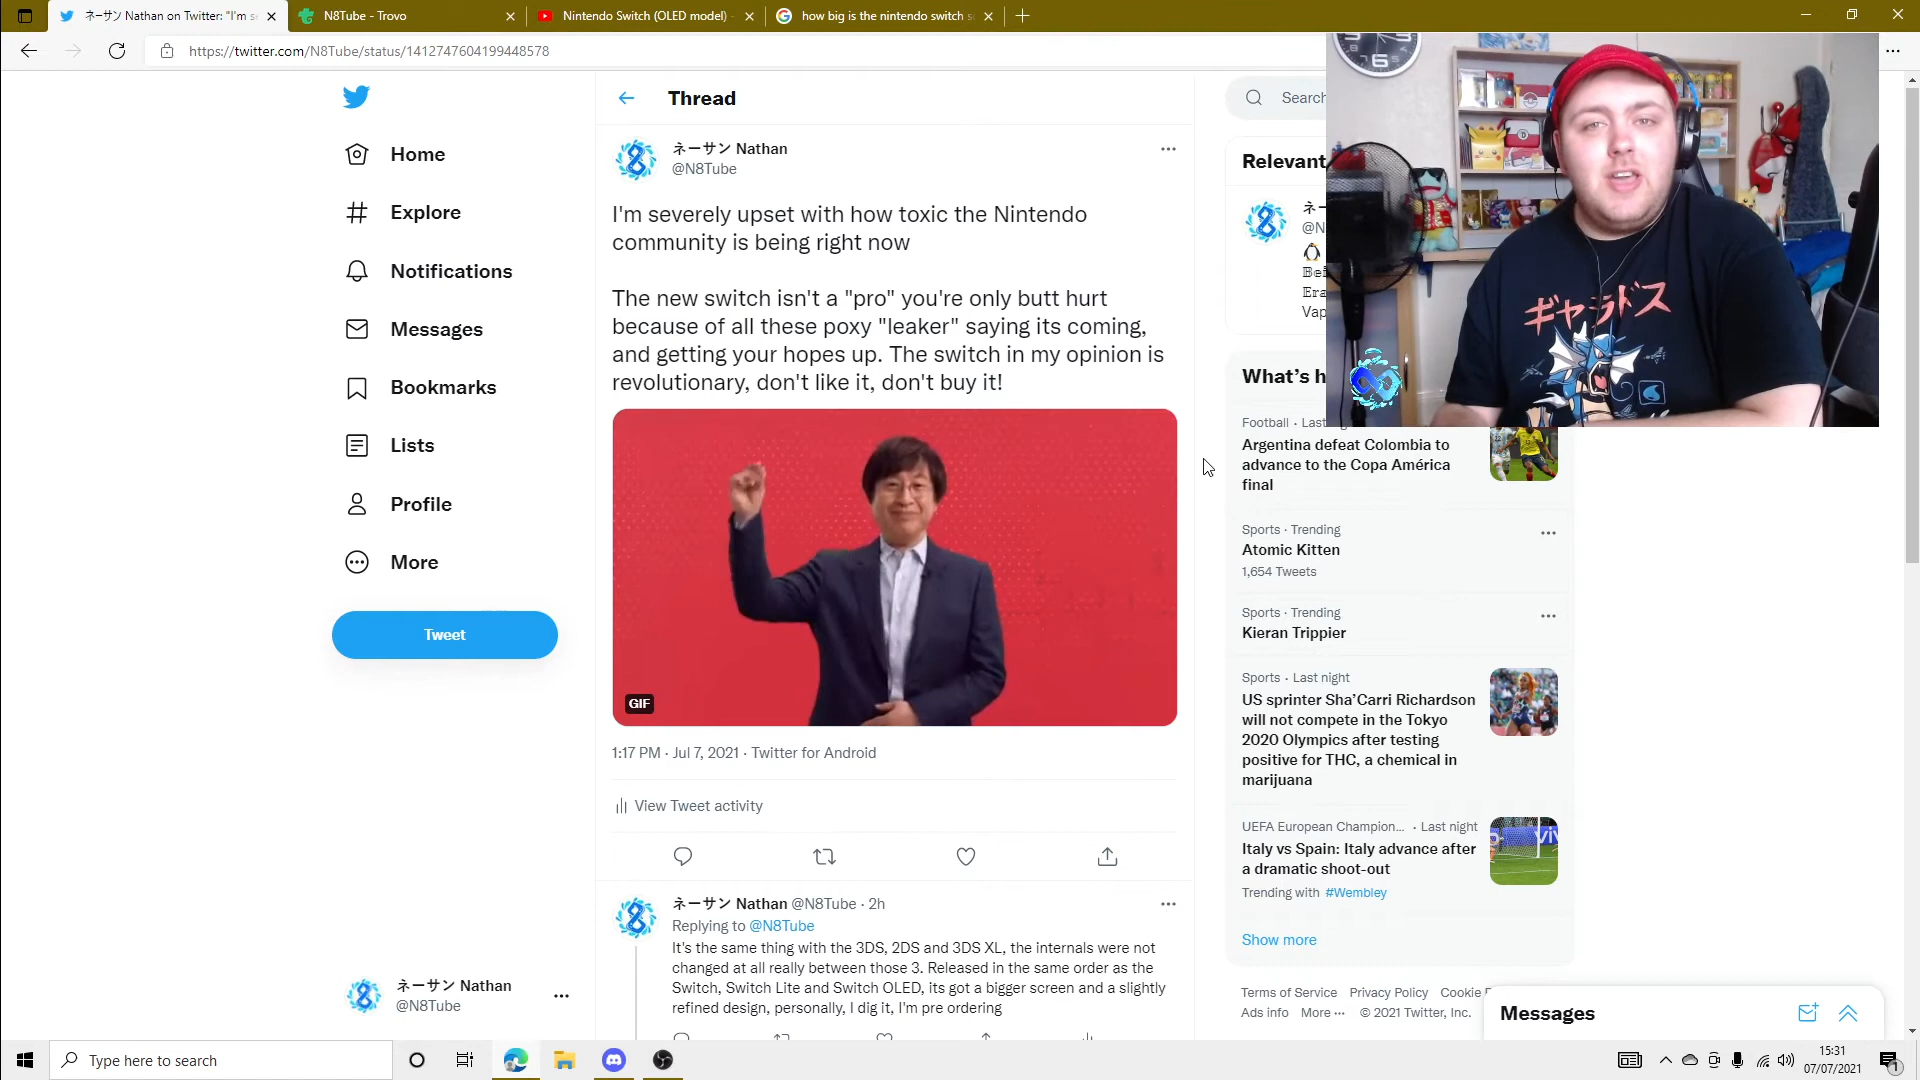 ネーサン Nathan on Twitter: "I'm s
N8Tube - Trovo
Nintendo Switch (OLED model) -
how big is the nintendo switch s
https://twitter.com/N8Tube/status/1412747604199448578
Home
Explore
Notifications
Messages
Bookmarks
Lists
Profile
More
Tweet
ネーサン Nathan
@N8Tube
Thread
ネーサン Nathan
@N8Tube
I'm severely upset with how toxic the Nintendo
community is being right now
The new switch isn't a "pro" you're only butt hurt
because of all these poxy "leaker" saying its coming,
and getting your hopes up. The switch in my opinion is
revolutionary, don't like it, don't buy it!
GIF
1:17 PM · Jul 7, 2021 · Twitter for Android
View Tweet activity
ネーサン Nathan @N8Tube · 2h
Replying to @N8Tube
It's the same thing with the 3DS, 2DS and 3DS XL, the internals were not
changed at all really between those 3. Released in the same order as the
Switch, Switch Lite and Switch OLED, its got a bigger screen and a slightly
refined design, personally, I dig it, I'm pre ordering
Search
Relevant
ネー
@N
Era
Vap
6
ギャラドス
What's h
Football · Last
Argentina defeat Colombia to
advance to the Copa América
final
Sports · Trending
Atomic Kitten
1,654 Tweets
Sports · Trending
Kieran Trippier
Sports · Last night
US sprinter Sha'Carri Richardson
will not compete in the Tokyo
2020 Olympics after testing
positive for THC, a chemical in
marijuana
UEFA European Champion... · Last night
Italy vs Spain: Italy advance after
a dramatic shoot-out
Trending with #Wembley
Show more
Terms of Service Privacy Policy Cookie
Ads info More ··· © 2021 Twitter, Inc.
Messages
Type here to search
15:31
07/07/2021
1